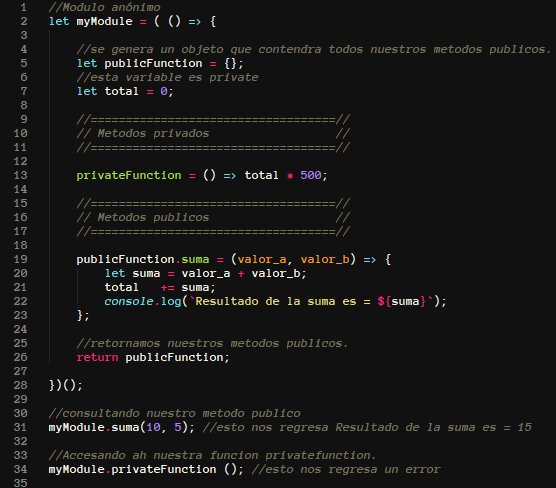 1 //Modulo anónimo
2 let myModule = ( () => {
3
4 //se genera un objeto que contendra todos nuestros metodos publicos.
5 let publicFunction = {};
6 //esta variable es private
7 let total = 0;
8
9 //===================================//
10 // Metodos privados //
11 //===================================//
12
13 privateFunction = () => total * 500;
14
15 //===================================//
16 // Metodos publicos //
17 //===================================//
18
19 publicFunction.suma = (valor_a, valor_b) => {
20 let suma = valor_a + valor_b;
21 total += suma;
22 console.log(`Resultado de la suma es = ${suma}`);
23 };
24
25 //retornamos nuestros metodos publicos.
26 return publicFunction;
27
28 })();
29
30 //consultando nuestro metodo publico
31 myModule.suma(10, 5); //esto nos regresa Resultado de la suma es = 15
32
33 //Accesando ah nuestra funcion privatefunction.
34 myModule.privateFunction (); //esto nos regresa un error
35